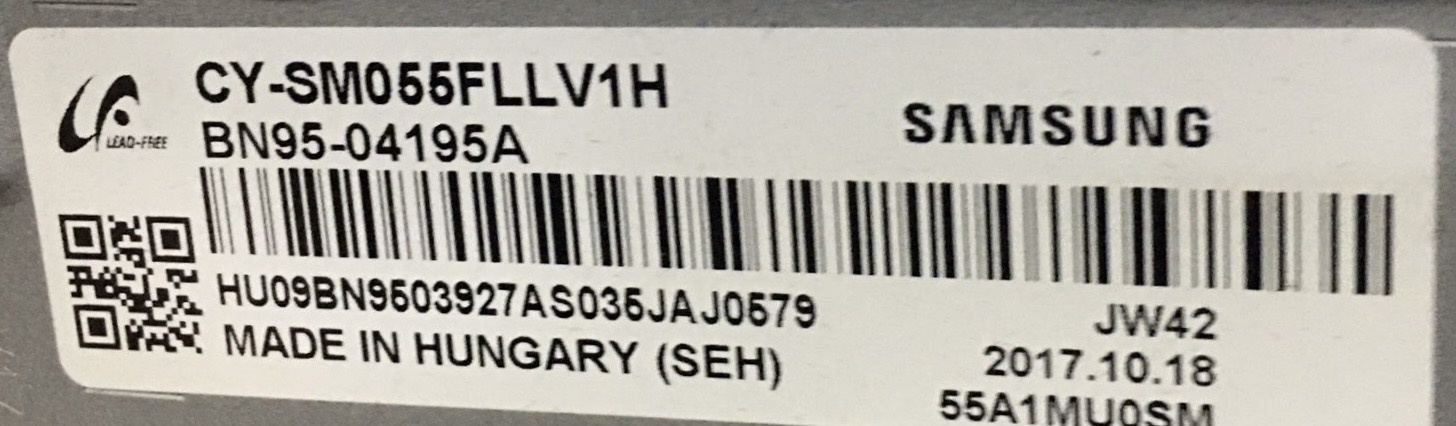 CY-SM055FLLV1H
LEAD-FREE
BN95-04195A
SAMSUNG
HU09BN9503927AS035JAJ0579
MADE IN HUNGARY (SEH)
JW42
2017.10.18
55A1MU0SM